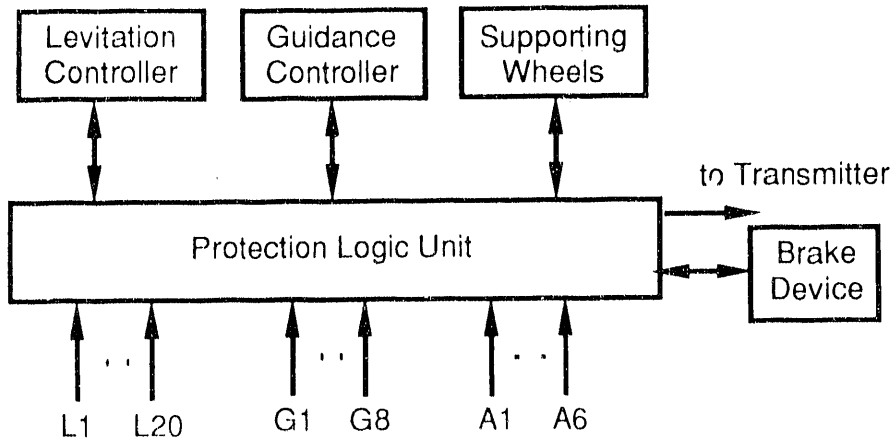 Levitation
Controller
Guidance
Controller
Supporting
Wheels
to Transmitter
Protection Logic Unit
Brake
Device
L1
L20
G1
G8
A1
A6